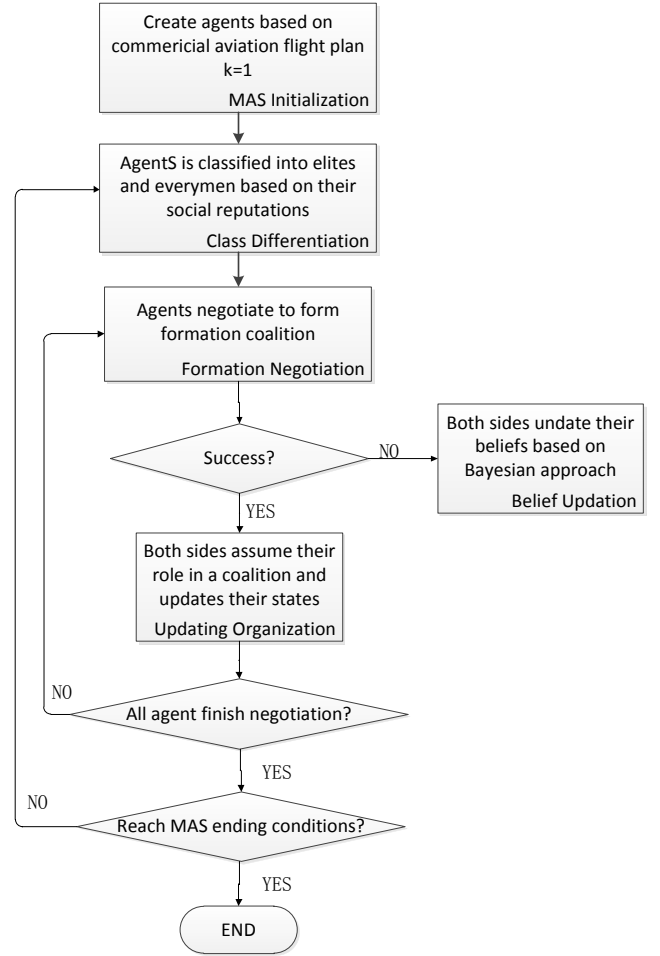 Create agents based on
commericial aviation flight plan
k=1
MAS Initialization
AgentS is classified into elites
and everymen based on their
social reputations
Class Differentiation
Agents negotiate to form
formation coalition
Formation Negotiation
Success?
NO
Both sides undate their
beliefs based on
Bayesian approach
Belief Updation
YES
Both sides assume their
role in a coalition and
updates their states
Updating Organization
NO
All agent finish negotiation?
YES
NO
Reach MAS ending conditions?
YES
END